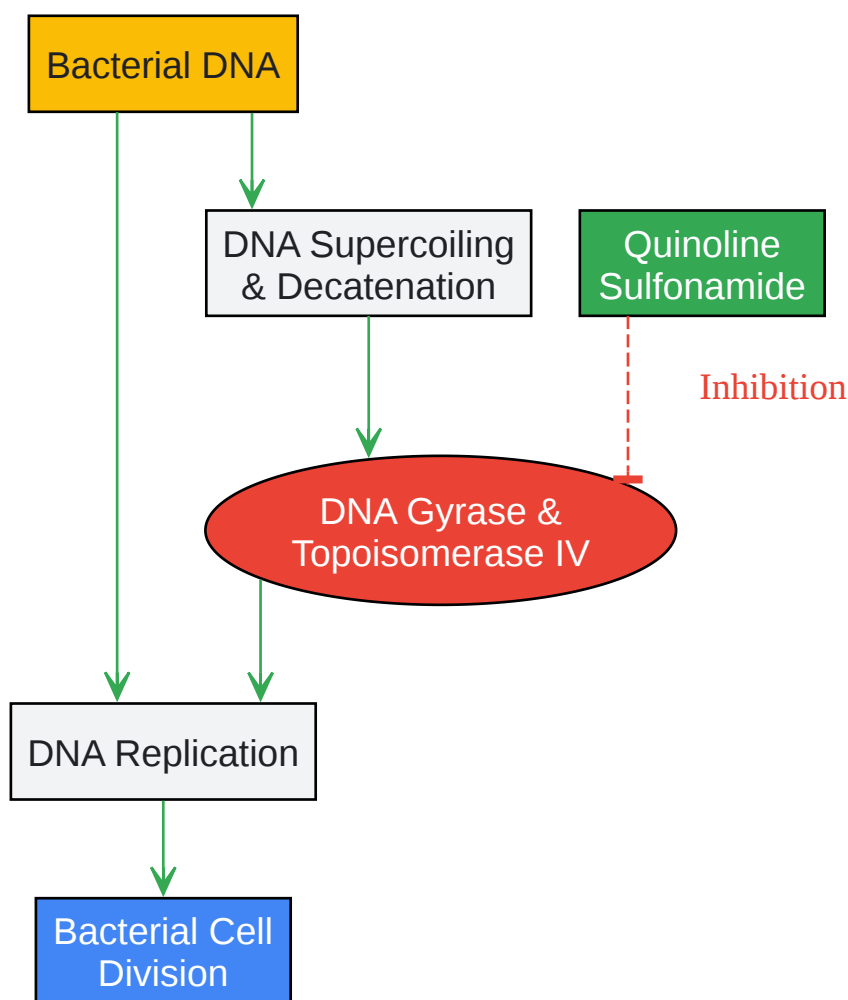 Bacterial DNA
DNA Supercoiling
& Decatenation
Quinoline
Sulfonamide
Inhibition
DNA Gyrase &
Topoisomerase IV
DNA Replication
Bacterial Cell
Division